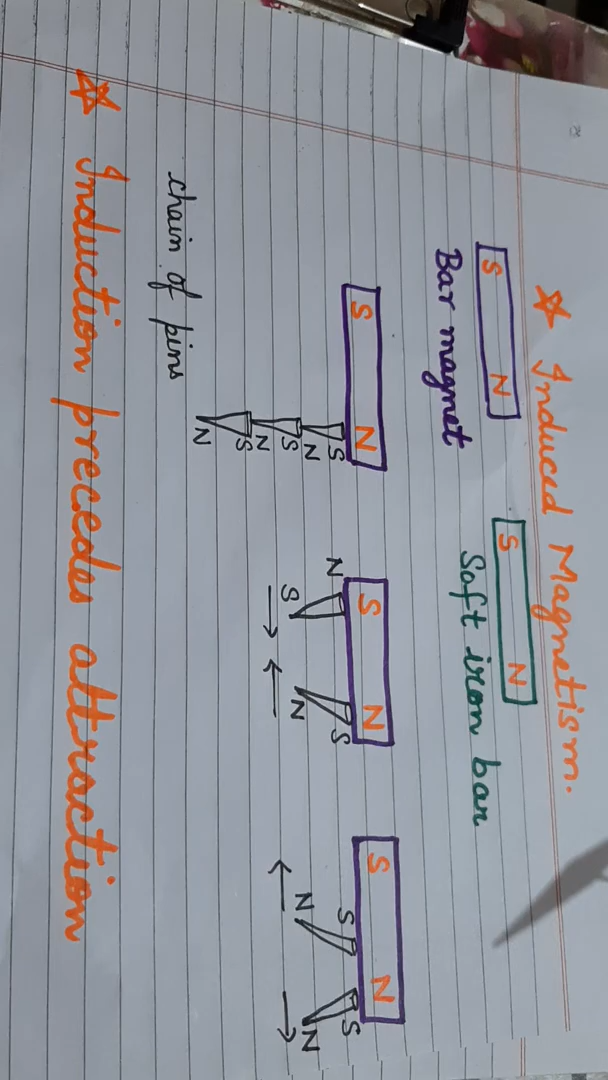 ☆ Induced Magnetism.
S N S N
Bar magnet Soft iron bar
S N S N S N
S N S N S N N S S N S N S N
chain of pins
☆ Induction precedes attraction